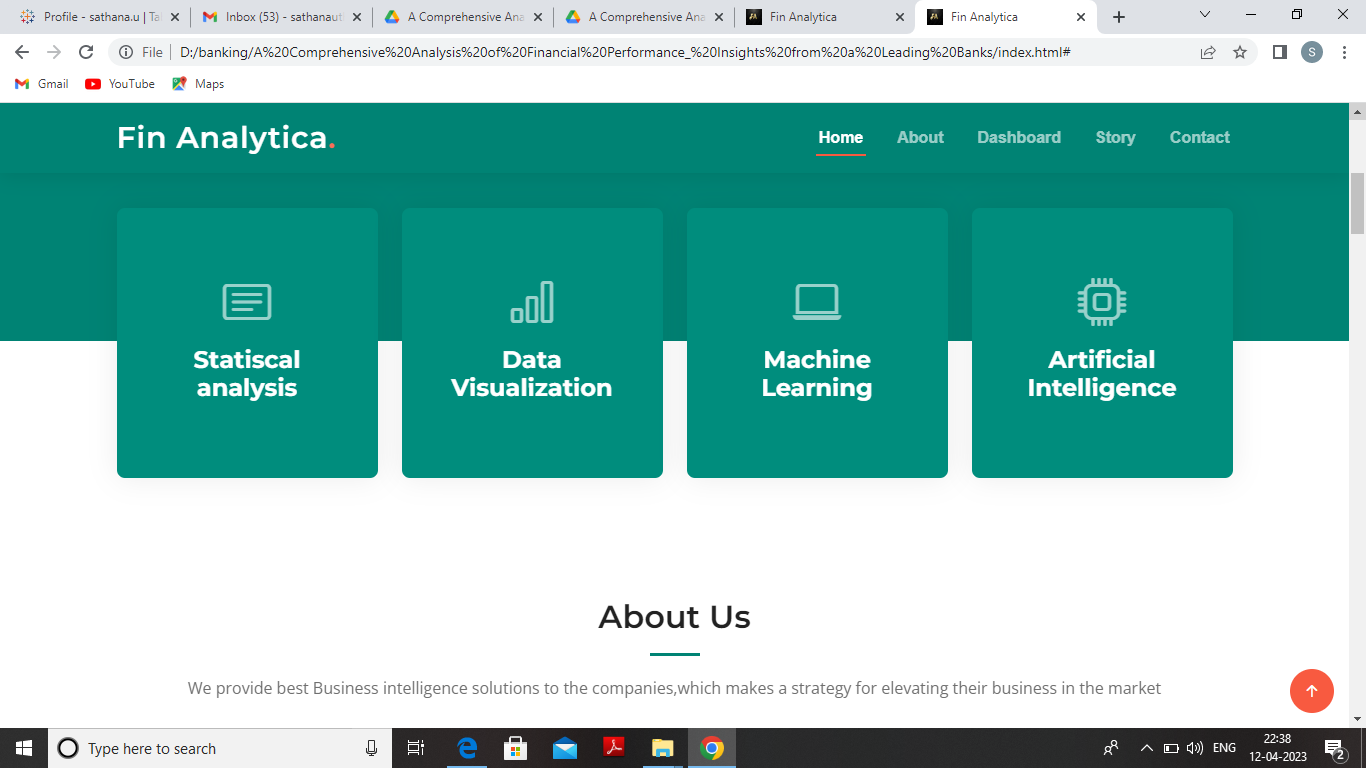 Profile - sathana.u | Ta
Inbox (53) - sathanaut
A Comprehensive Ana
A Comprehensive Ana
Fin Analytica
Fin Analytica
File
D:/banking/A%20Comprehensive%20Analysis%20of%20Financial%20Performance_%20Insights%20from%20a%20Leading%20Banks/index.html#
S
Gmail
YouTube
Maps
Fin Analytica.
Home
About
Dashboard
Story
Contact
Statiscal
analysis
Data
Visualization
Machine
Learning
Artificial
Intelligence
About Us
We provide best Business intelligence solutions to the companies,which makes a strategy for elevating their business in the market
Type here to search
ENG
22:38
12-04-2023
2